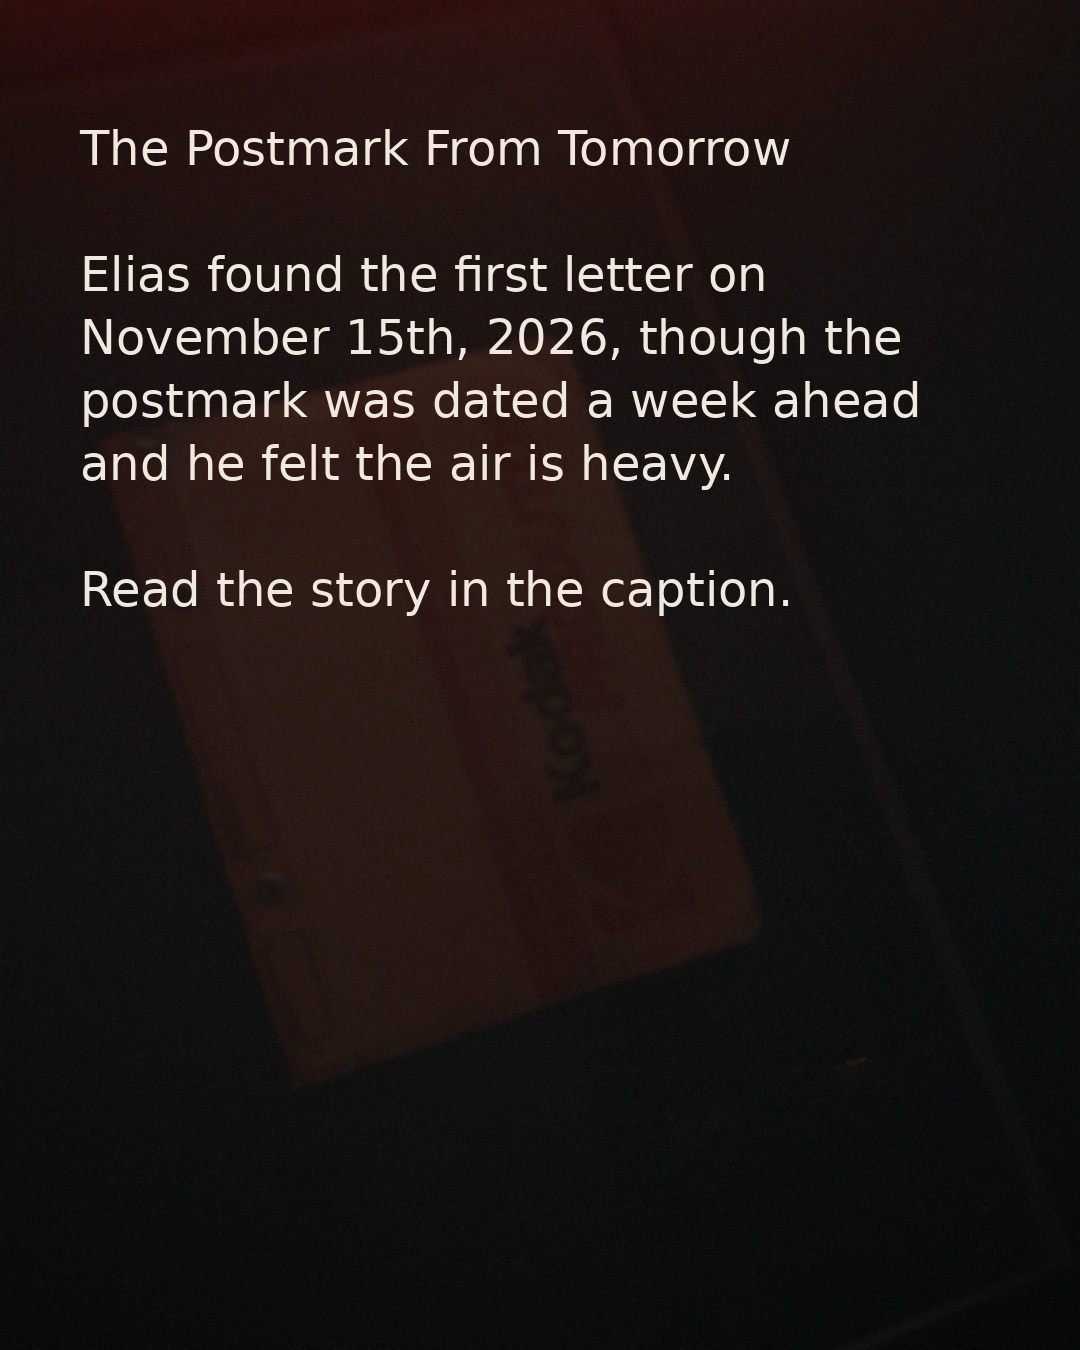 The Postmark From Tomorrow
Elias found the first letter on
November 15th, 2026, though the
postmark was dated a week ahead
and he felt the air is heavy.
Read the story in the caption.
Kodak